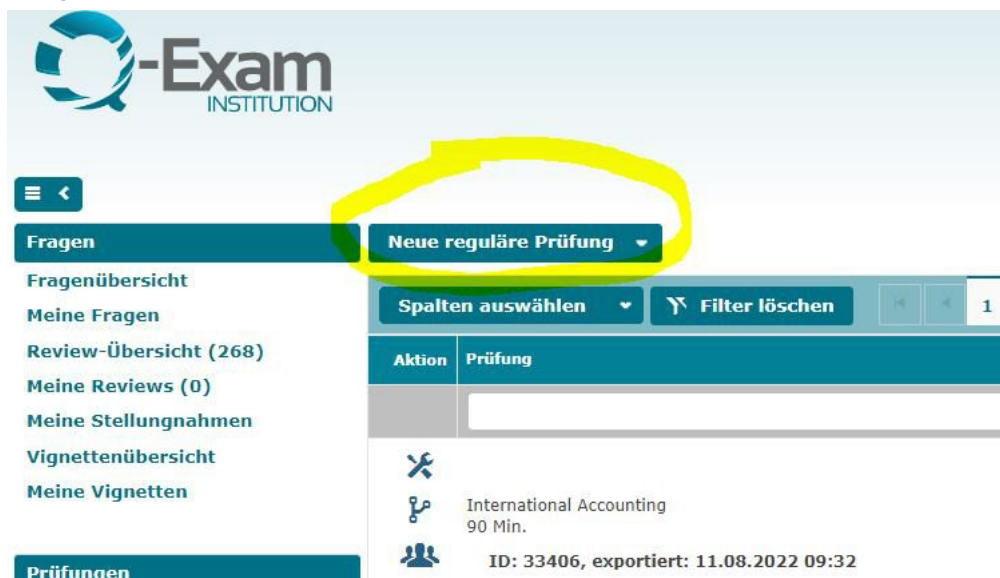 -Exam
INSTITUTION
Fragen
Fragenübersicht
Meine Fragen
Review-Übersicht (268)
Meine Reviews (0)
Meine Stellungnahmen
Vignettenübersicht
Meine Vignetten
Prüfungen
Neue reguläre Prüfung
Spalten auswählen
Filter löschen
1
Aktion Prüfung
International Accounting
90 Min.
ID: 33406, exportiert: 11.08.2022 09:32